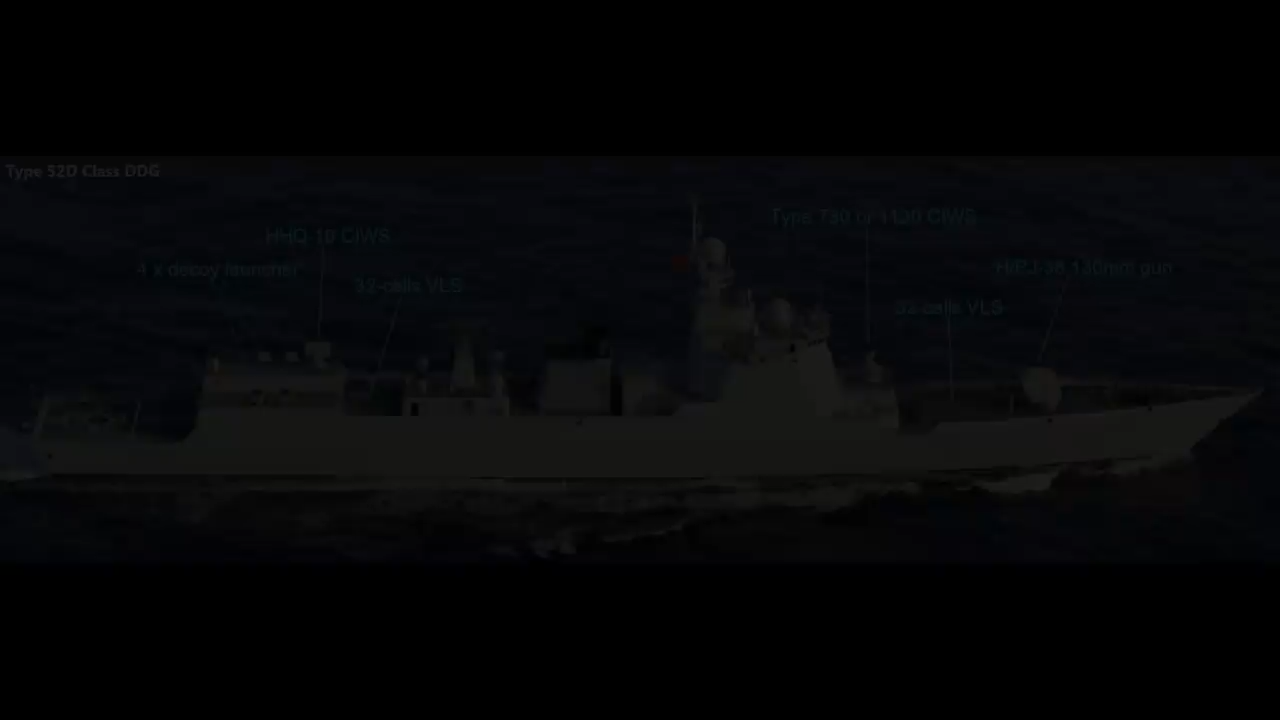 Type 52D Class DDG
Type 730 or 1130 CIWS
HHQ-10 CIWS
4 x decoy launcher
H/PJ-38 130mm gun
32-cells VLS
32-cells VLS